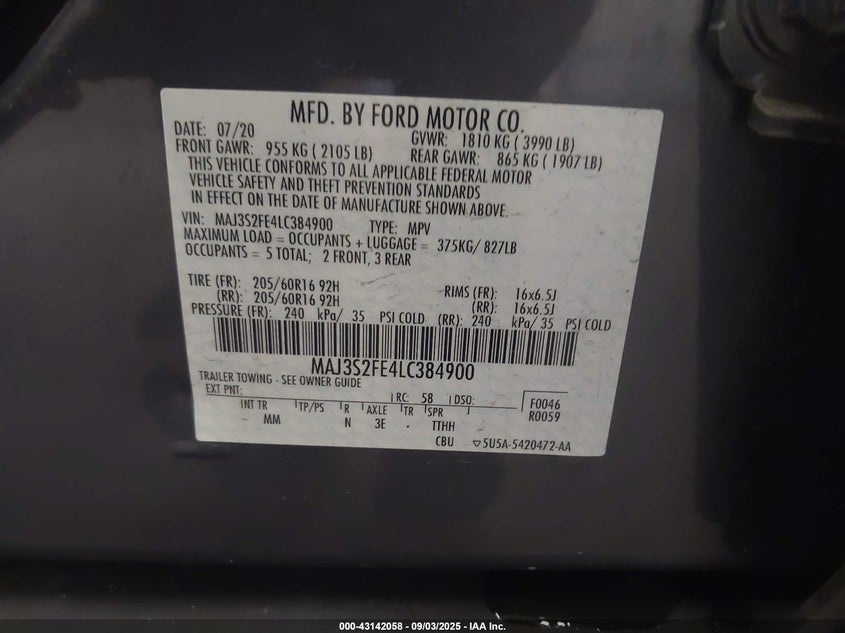 MFD. BY FORD MOTOR CO.
DATE: 07/20 GVWR: 1810 KG ( 3990 LB)
FRONT GAWR: 955 KG ( 2105 LB) REAR GAWR: 865 KG ( 1907 LB)
THIS VEHICLE CONFORMS TO ALL APPLICABLE FEDERAL MOTOR
VEHICLE SAFETY AND THEFT PREVENTION STANDARDS
IN EFFECT ON THE DATE OF MANUFACTURE SHOWN ABOVE.
VIN: MAJ3S2FE4LC384900 TYPE: MPV
MAXIMUM LOAD = OCCUPANTS + LUGGAGE = 375KG/ 827LB
OCCUPANTS = 5 TOTAL; 2 FRONT, 3 REAR
TIRE (FR): 205/60R16 92H RIMS (FR): 16x6.5J
(RR): 205/60R16 92H (RR): 16x6.5J
PRESSURE (FR): 240 kPa/ 35 PSI COLD (RR): 240 kPa/ 35 PSI COLD
MAJ3S2FE4LC384900
TRAILER TOWING - SEE OWNER GUIDE
EXT PNT: RC: 58 DSO: F0046
INT TR TP/PS R AXLE TR SPR R0059
MM N 3E . TTHH
CBU 5U5A-5420472-AA
000-43142058 - 09/03/2025 - IAA Inc.